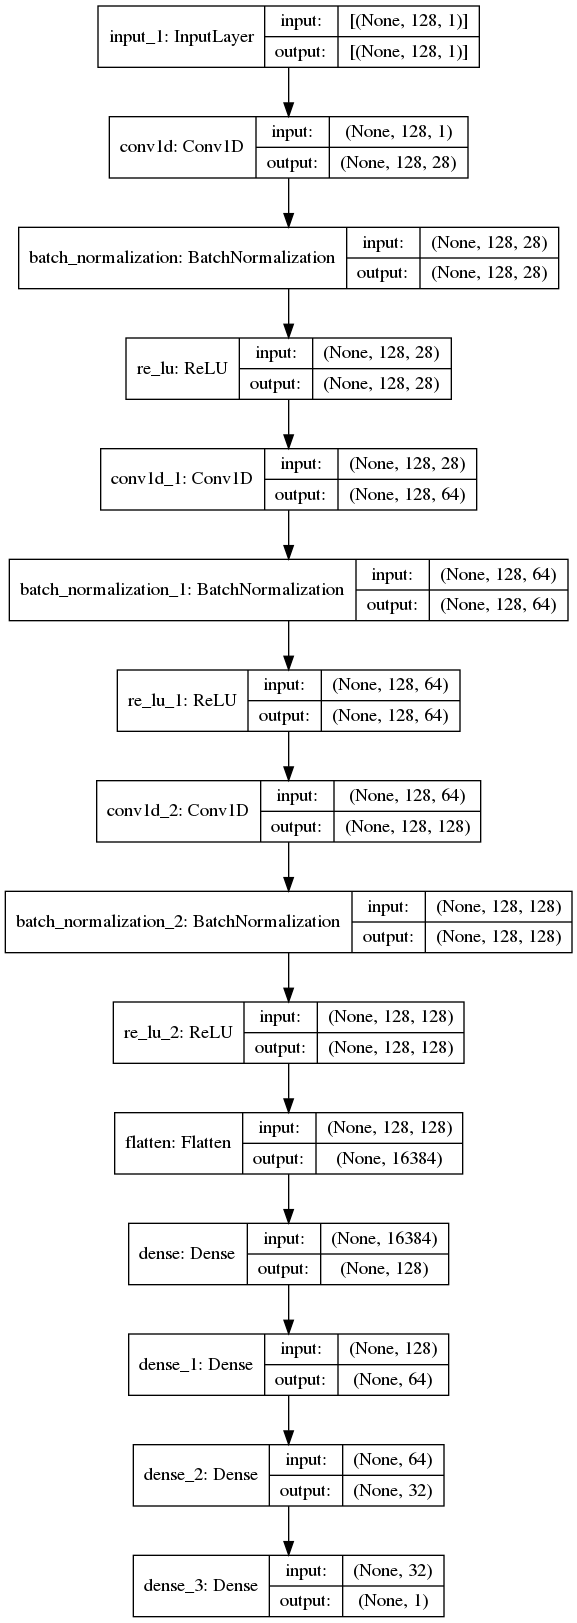 input_1: InputLayer
input: [(None, 128, 1)]
output: [(None, 128, 1)]
conv1d: Conv1D
input: (None, 128, 1)
output: (None, 128, 28)
batch_normalization: BatchNormalization
input: (None, 128, 28)
output: (None, 128, 28)
re_lu: ReLU
input: (None, 128, 28)
output: (None, 128, 28)
conv1d_1: Conv1D
input: (None, 128, 28)
output: (None, 128, 64)
batch_normalization_1: BatchNormalization
input: (None, 128, 64)
output: (None, 128, 64)
re_lu_1: ReLU
input: (None, 128, 64)
output: (None, 128, 64)
conv1d_2: Conv1D
input: (None, 128, 64)
output: (None, 128, 128)
batch_normalization_2: BatchNormalization
input: (None, 128, 128)
output: (None, 128, 128)
re_lu_2: ReLU
input: (None, 128, 128)
output: (None, 128, 128)
flatten: Flatten
input: (None, 128, 128)
output: (None, 16384)
dense: Dense
input: (None, 16384)
output: (None, 128)
dense_1: Dense
input: (None, 128)
output: (None, 64)
dense_2: Dense
input: (None, 64)
output: (None, 32)
dense_3: Dense
input: (None, 32)
output: (None, 1)